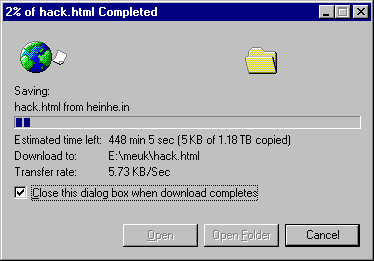 2% of hack.html Completed
Saving:
hack.html from heinhe.in
Estimated time left: 448 min 5 sec (5 KB of 1.18 TB copied)
Download to: E:\meuk\hack.html
Transfer rate: 5.73 KB/Sec
Close this dialog box when download completes
Open Open Folder Cancel